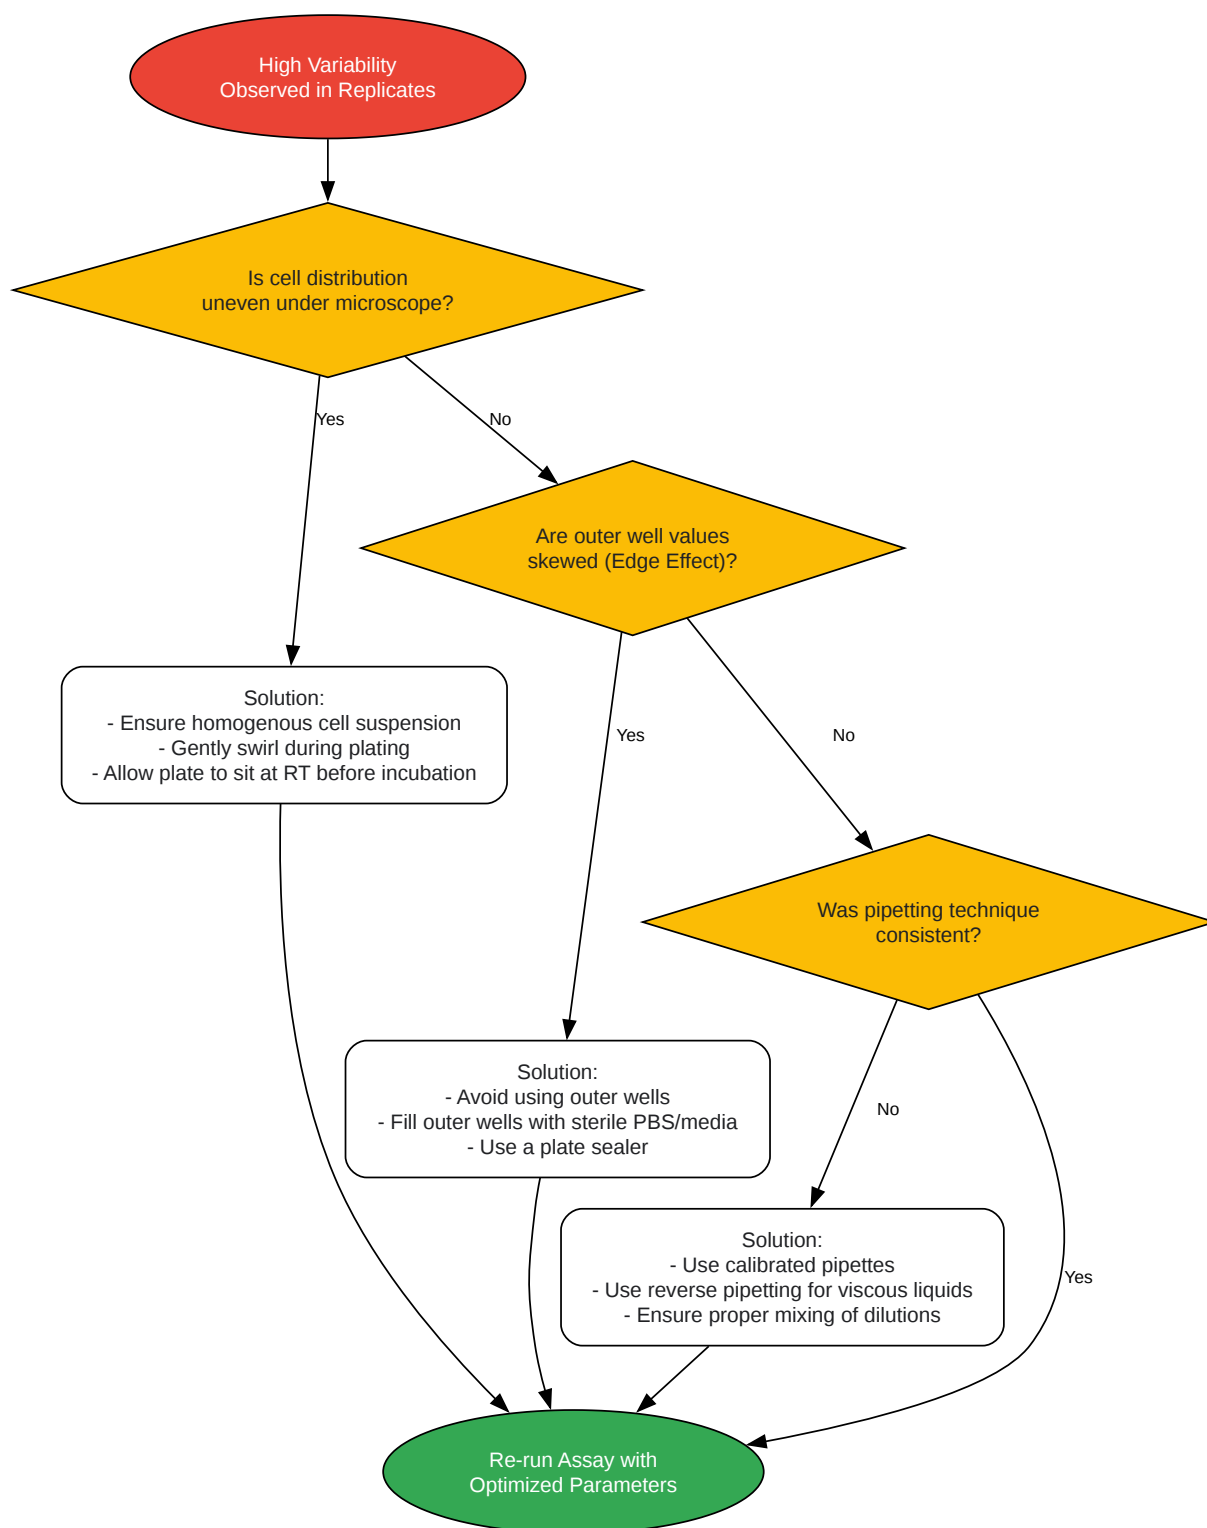 High Variability
Observed in Replicates
Is cell distribution
uneven under microscope?
Yes
No
Are outer well values
skewed (Edge Effect)?
Solution:
- Ensure homogenous cell suspension
- Gently swirl during plating
- Allow plate to sit at RT before incubation
Yes
No
Was pipetting technique
consistent?
Solution:
- Avoid using outer wells
- Fill outer wells with sterile PBS/media
- Use a plate sealer
No
Solution:
- Use calibrated pipettes
- Use reverse pipetting for viscous liquids
- Ensure proper mixing of dilutions
Yes
Re-run Assay with
Optimized Parameters